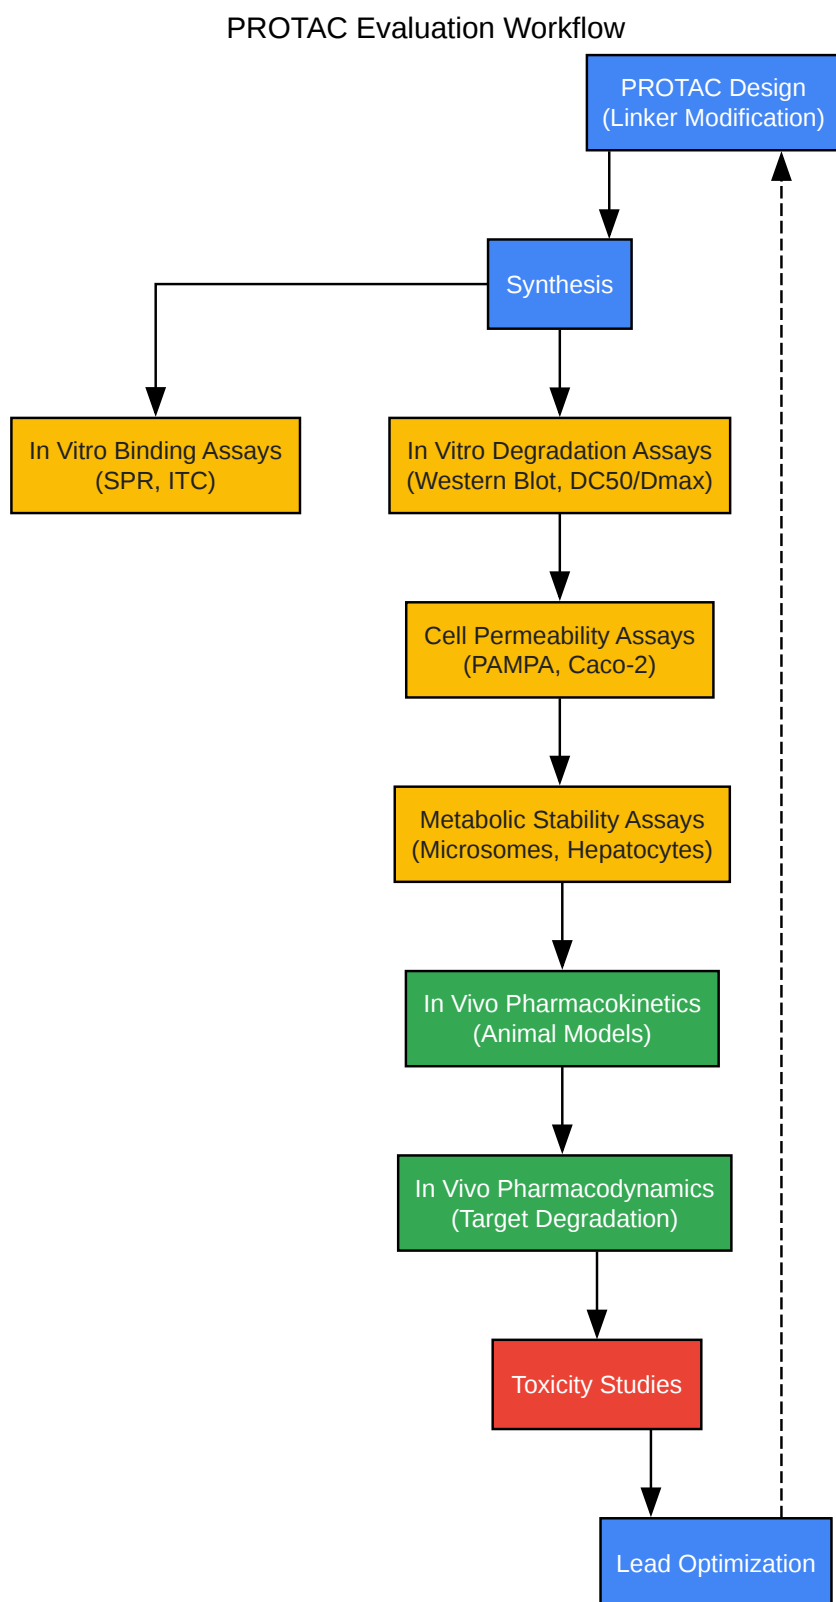 PROTAC Evaluation Workflow
PROTAC Design
(Linker Modification)
Synthesis
In Vitro Binding Assays
(SPR, ITC)
In Vitro Degradation Assays
(Western Blot, DC50/Dmax)
Cell Permeability Assays
(PAMPA, Caco-2)
Metabolic Stability Assays
(Microsomes, Hepatocytes)
In Vivo Pharmacokinetics
(Animal Models)
In Vivo Pharmacodynamics
(Target Degradation)
Toxicity Studies
Lead Optimization